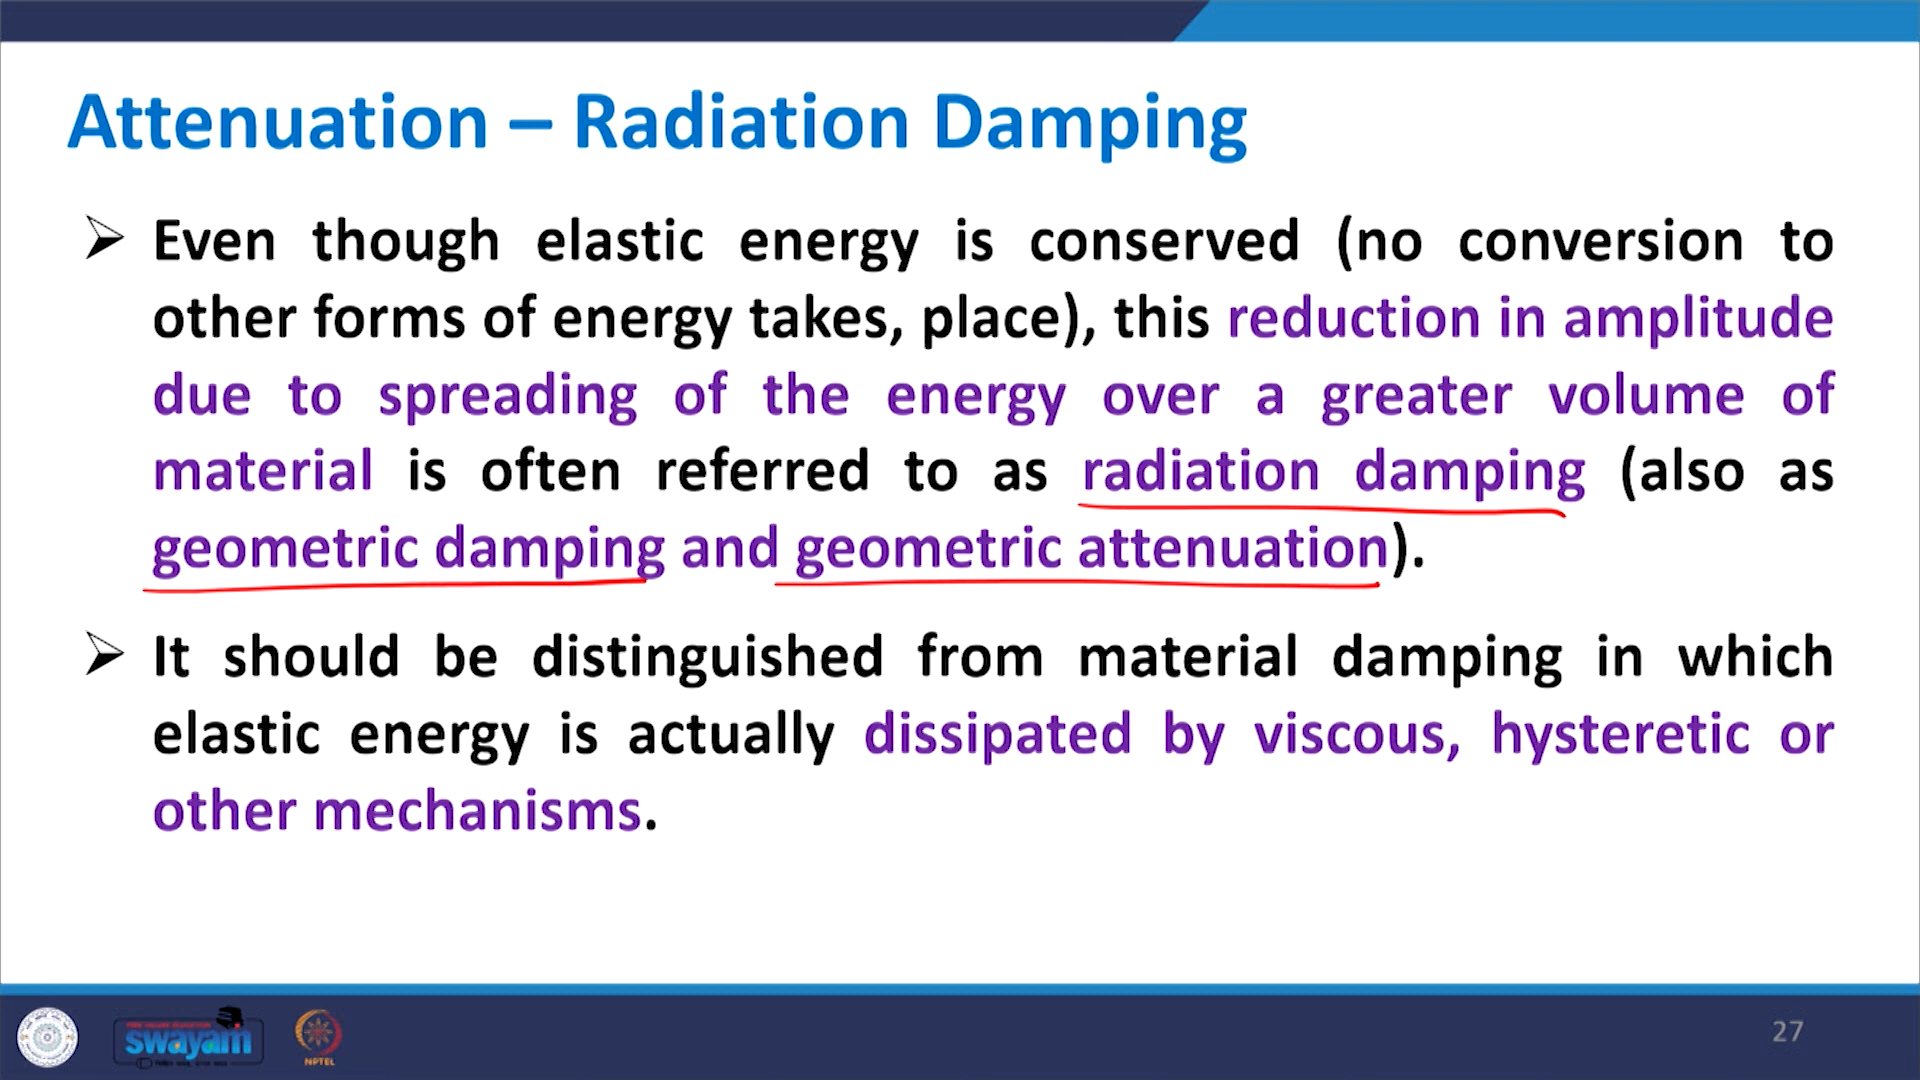 Attenuation – Radiation Damping
Even though elastic energy is conserved (no conversion to
other forms of energy takes, place), this reduction in amplitude
due to spreading of the energy over a greater volume of
material is often referred to as radiation damping (also as
geometric damping and geometric attenuation).
It should be distinguished from material damping in which
elastic energy is actually dissipated by viscous, hysteretic or
other mechanisms.
swayam
NPTEL
27